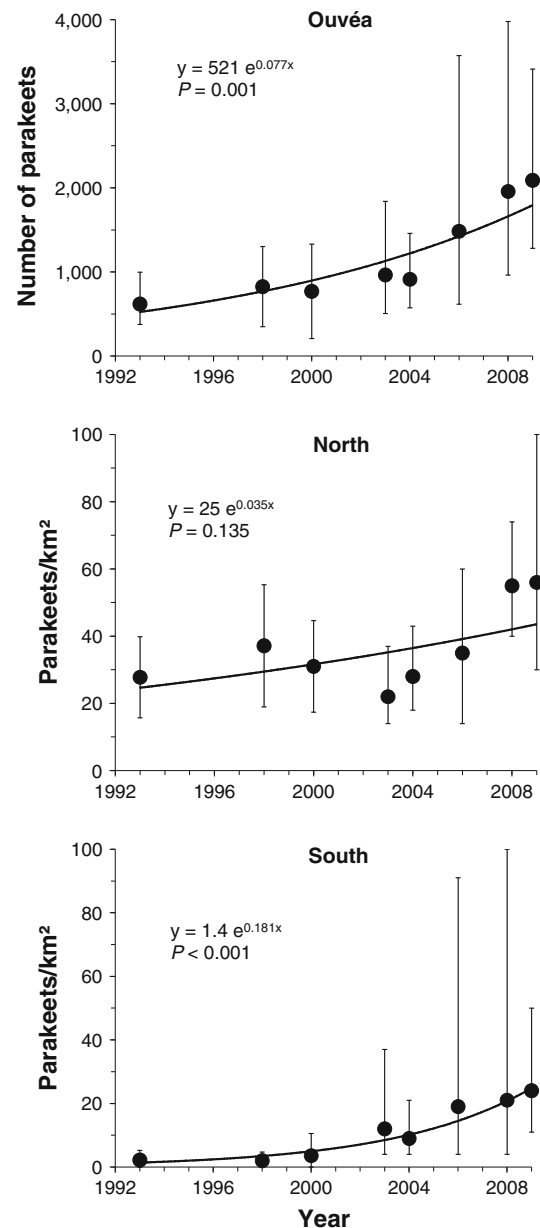 Ouvéa
y = 521 e^0.077x
P = 0.001
Number of parakeets
4,000
3,000
2,000
1,000
0
1992 1996 2000 2004 2008
North
y = 25 e^0.035x
P = 0.135
Parakeets/km²
100
80
60
40
20
0
1992 1996 2000 2004 2008
South
y = 1.4 e^0.181x
P < 0.001
Parakeets/km²
100
80
60
40
20
0
1992 1996 2000 2004 2008
Year